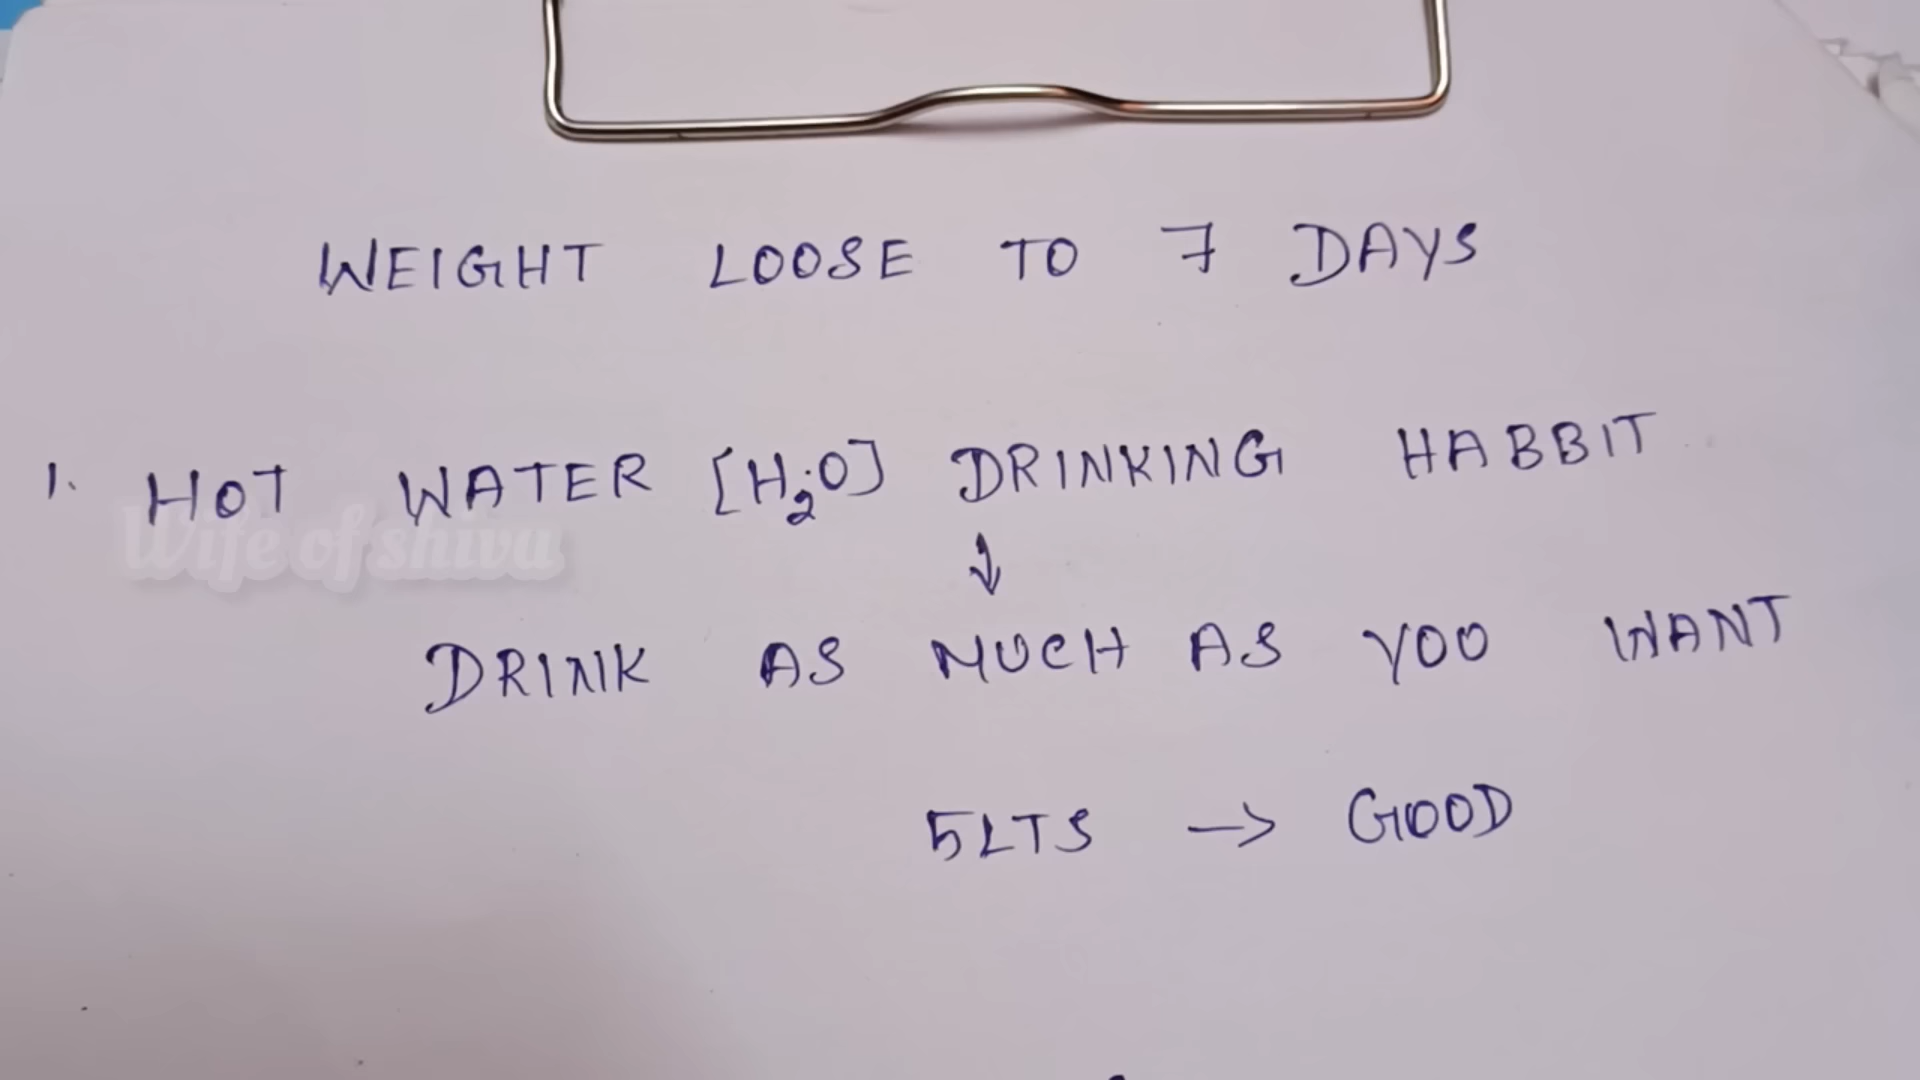 WEIGHT LOOSE TO 7 DAYS
1. HOT WATER [H₂O] DRINKING HABBIT
Wife of shiva
↓
DRINK AS MUCH AS YOO WANT
5LTS → GOOD